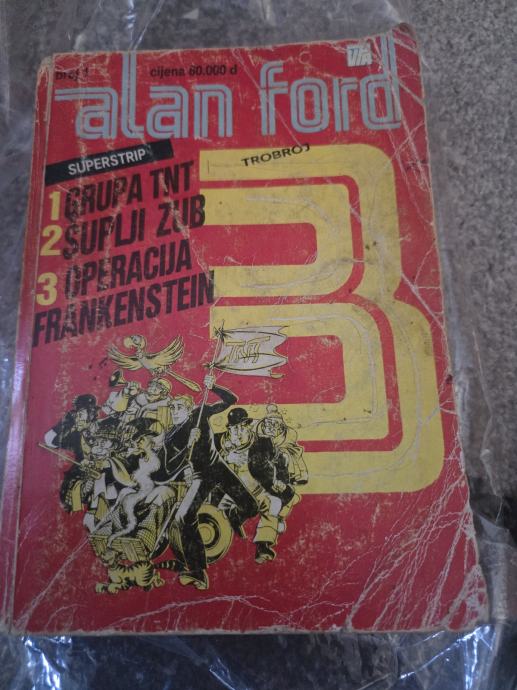 broj 1 cijena 60.000 d
alan ford
SUPERSTRIP
TROBROJ
1 GRUPA TNT
2 ŠUPLJI ZUB
3 OPERACIJA
FRANKENSTEIN
3
TNT